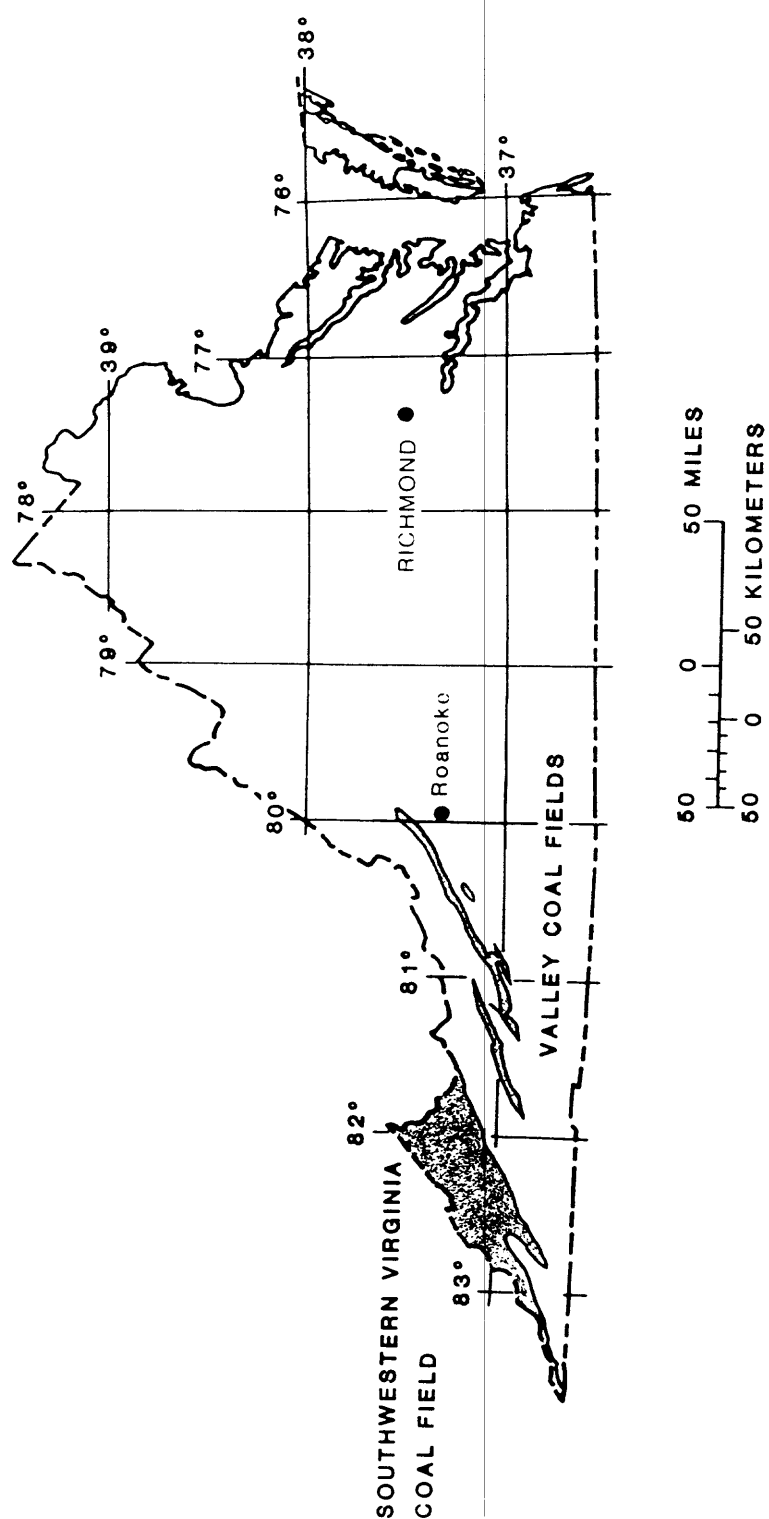 78°
39°
79°
77°
38°
76°
80°
RICHMOND
37°
81°
Roanoke
82°
83°
SOUTHWESTERN VIRGINIA
COAL FIELD
VALLEY COAL FIELDS
50 0 50 MILES
50 0 50 KILOMETERS